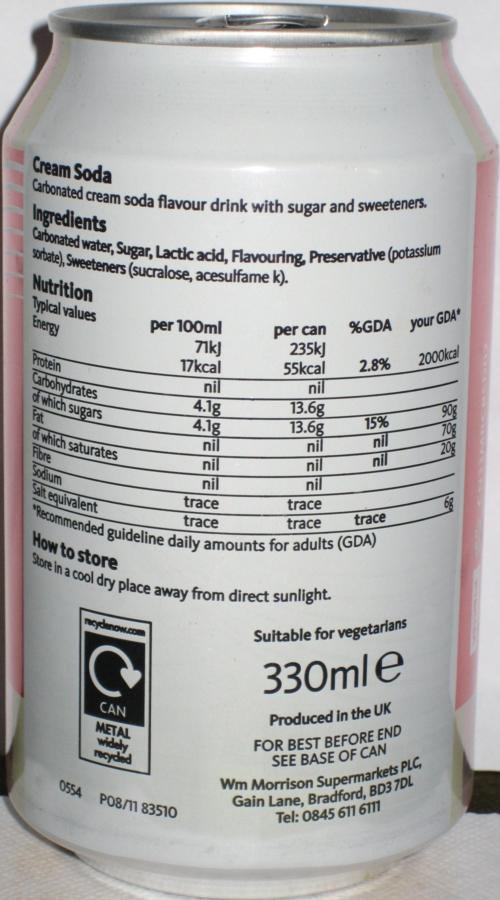 Cream Soda
Carbonated cream soda flavour drink with sugar and sweeteners.
Ingredients
Carbonated water, Sugar, Lactic acid, Flavouring, Preservative (potassium
sorbate), Sweeteners (sucralose, acesulfame k).
Nutrition
Typical values per 100ml per can %GDA your GDA*
Energy 71kJ 235kJ
17kcal 55kcal 2.8% 2000kcal
Protein nil nil
Carbohydrates 4.1g 13.6g
of which sugars 4.1g 13.6g 15% 90g
Fat nil nil nil 70g
of which saturates nil nil nil 20g
Fibre nil nil
Sodium trace trace
Salt equivalent trace trace trace 6g
*Recommended guideline daily amounts for adults (GDA)
How to store
Store in a cool dry place away from direct sunlight.
recyclenow.com
CAN
METAL
widely
recycled
0554 P08/11 83510
Suitable for vegetarians
330ml e
Produced in the UK
FOR BEST BEFORE END
SEE BASE OF CAN
Wm Morrison Supermarkets PLC,
Gain Lane, Bradford, BD3 7DL
Tel: 0845 611 6111